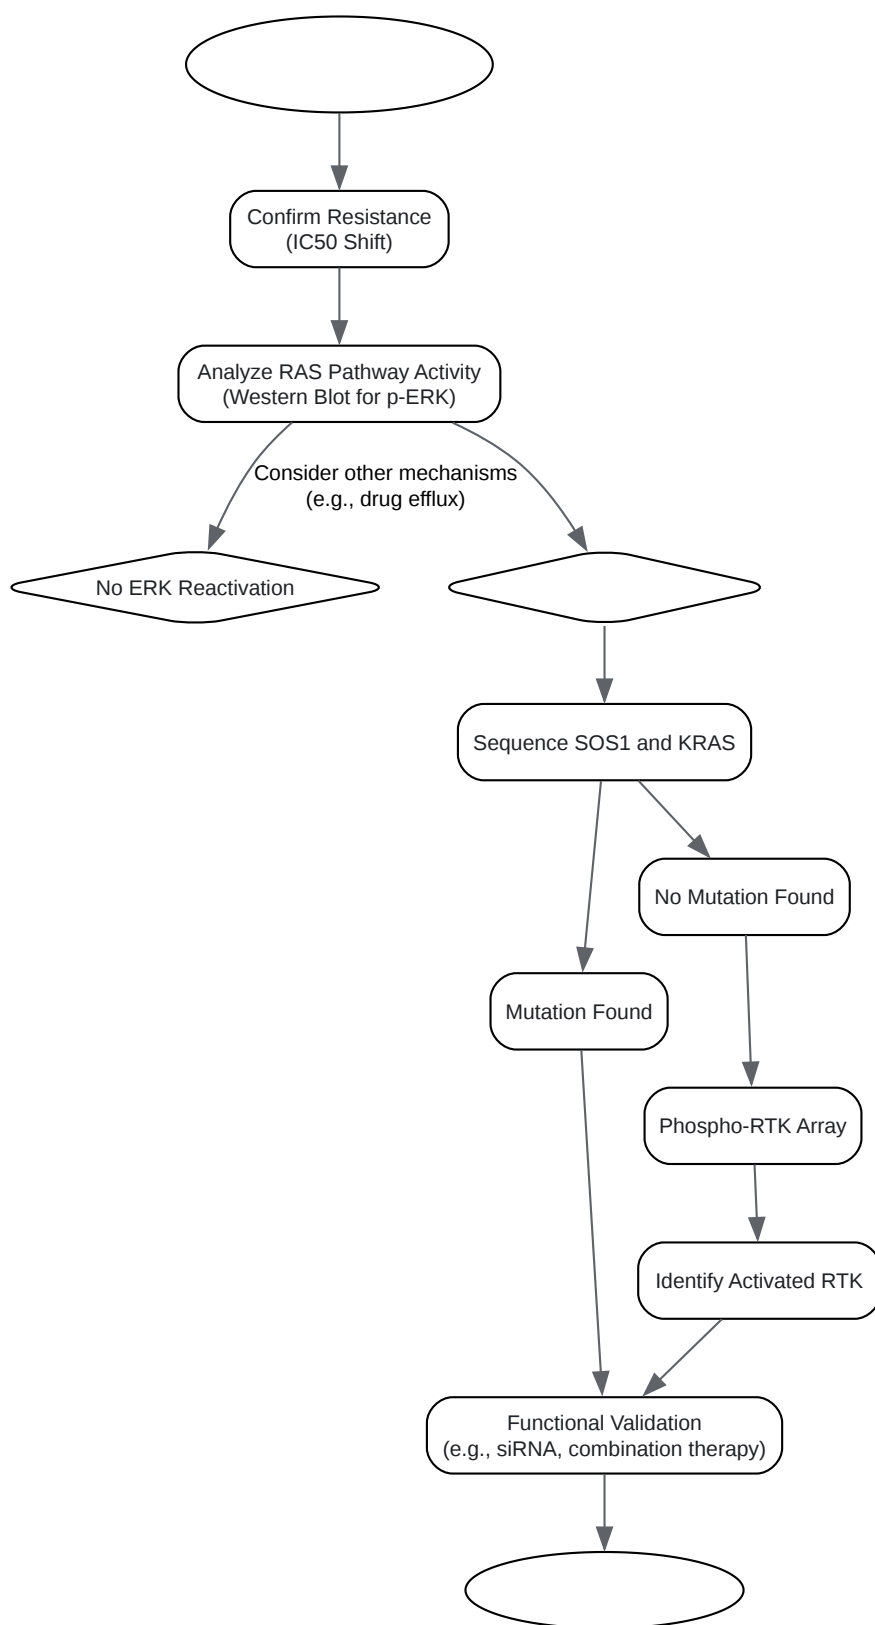 Confirm Resistance
(IC50 Shift)
Analyze RAS Pathway Activity
(Western Blot for p-ERK)
Consider other mechanisms
(e.g., drug efflux)
No ERK Reactivation
Sequence SOS1 and KRAS
No Mutation Found
Mutation Found
Phospho-RTK Array
Identify Activated RTK
Functional Validation
(e.g., siRNA, combination therapy)